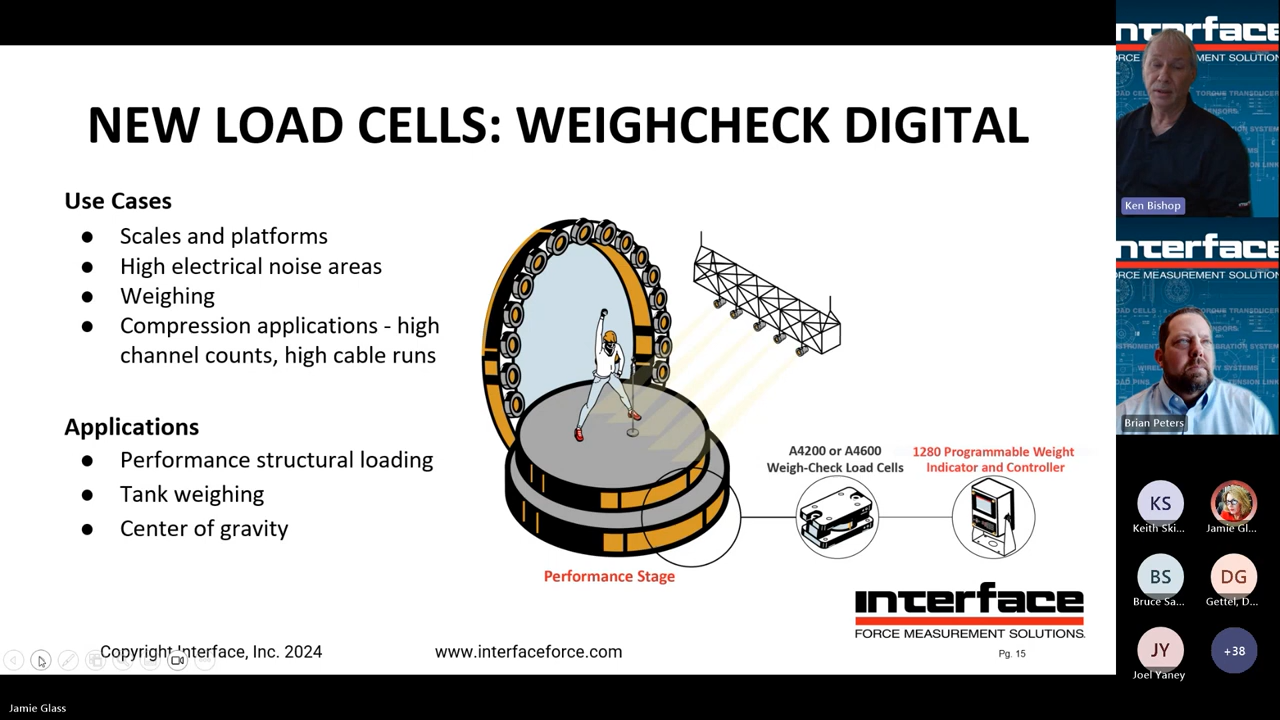 NEW LOAD CELLS: WEIGHCHECK DIGITAL
Use Cases
● Scales and platforms
● High electrical noise areas
● Weighing
● Compression applications - high
channel counts, high cable runs
Applications
● Performance structural loading
● Tank weighing
● Center of gravity
A4200 or A4600
Weigh-Check Load Cells
1280 Programmable Weight
Indicator and Controller
Performance Stage
Interface
FORCE MEASUREMENT SOLUTIONS.
Copyright Interface, Inc. 2024
www.interfaceforce.com
Pg. 15
Jamie Glass
Ken Bishop
FORCE MEASUREMENT SOLUTION
Brian Peters
KS
Keith Ski...
Jamie Gl...
BS
Bruce Sa...
DG
Gettel, D...
JY
Joel Yaney
+38